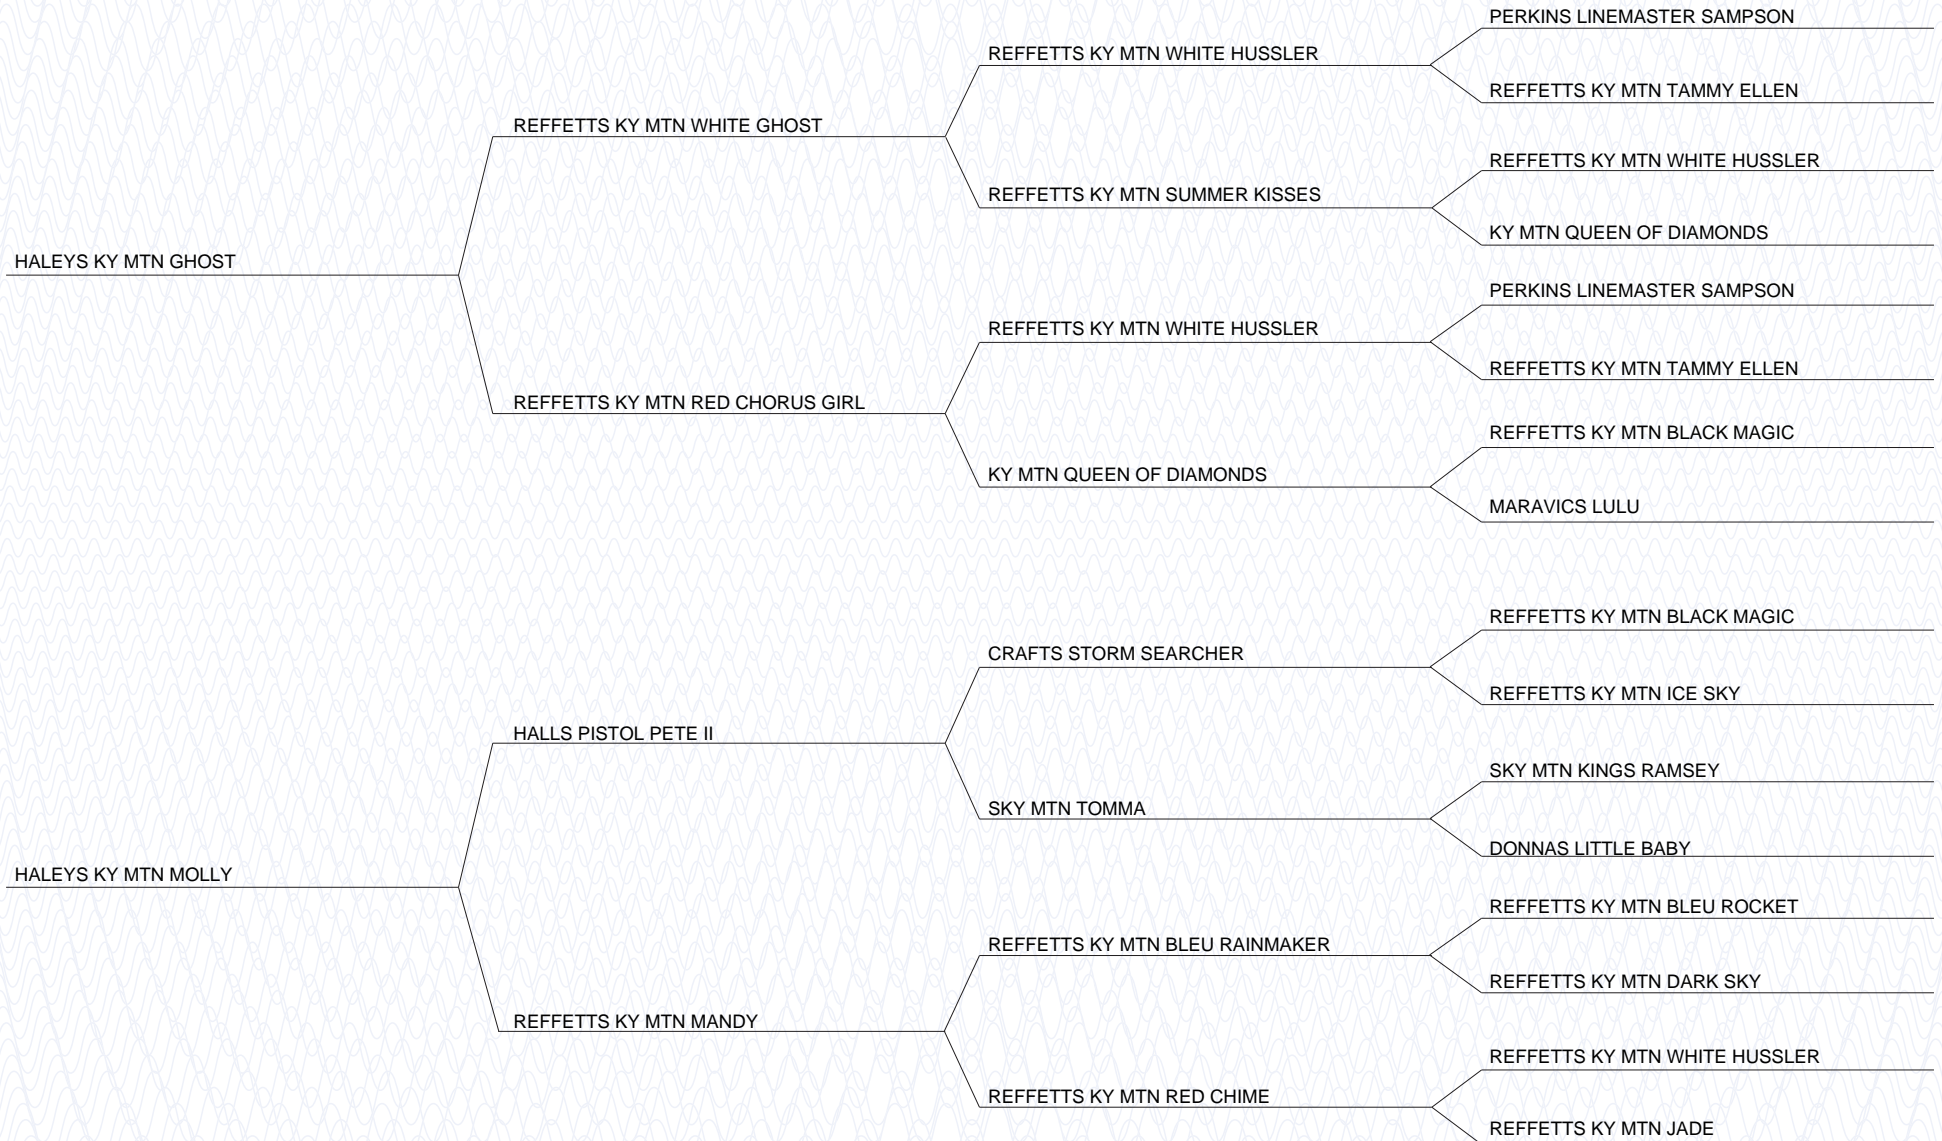 PERKINS LINEMASTER SAMPSON
REFFETTS KY MTN WHITE HUSSLER
REFFETTS KY MTN TAMMY ELLEN
REFFETTS KY MTN WHITE GHOST
REFFETTS KY MTN WHITE HUSSLER
REFFETTS KY MTN SUMMER KISSES
KY MTN QUEEN OF DIAMONDS
HALEYS KY MTN GHOST
PERKINS LINEMASTER SAMPSON
REFFETTS KY MTN WHITE HUSSLER
REFFETTS KY MTN TAMMY ELLEN
REFFETTS KY MTN RED CHORUS GIRL
REFFETTS KY MTN BLACK MAGIC
KY MTN QUEEN OF DIAMONDS
MARAVICS LULU
REFFETTS KY MTN BLACK MAGIC
CRAFTS STORM SEARCHER
REFFETTS KY MTN ICE SKY
HALLS PISTOL PETE II
SKY MTN KINGS RAMSEY
SKY MTN TOMMA
DONNAS LITTLE BABY
HALEYS KY MTN MOLLY
REFFETTS KY MTN BLEU ROCKET
REFFETTS KY MTN BLEU RAINMAKER
REFFETTS KY MTN DARK SKY
REFFETTS KY MTN MANDY
REFFETTS KY MTN WHITE HUSSLER
REFFETTS KY MTN RED CHIME
REFFETTS KY MTN JADE